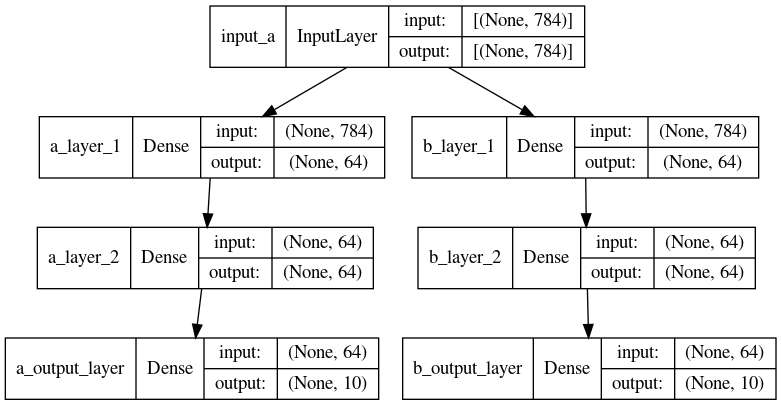 input_a InputLayer input: [(None, 784)]
output: [(None, 784)]
a_layer_1 Dense input: (None, 784)
output: (None, 64)
b_layer_1 Dense input: (None, 784)
output: (None, 64)
a_layer_2 Dense input: (None, 64)
output: (None, 64)
b_layer_2 Dense input: (None, 64)
output: (None, 64)
a_output_layer Dense input: (None, 64)
output: (None, 10)
b_output_layer Dense input: (None, 64)
output: (None, 10)